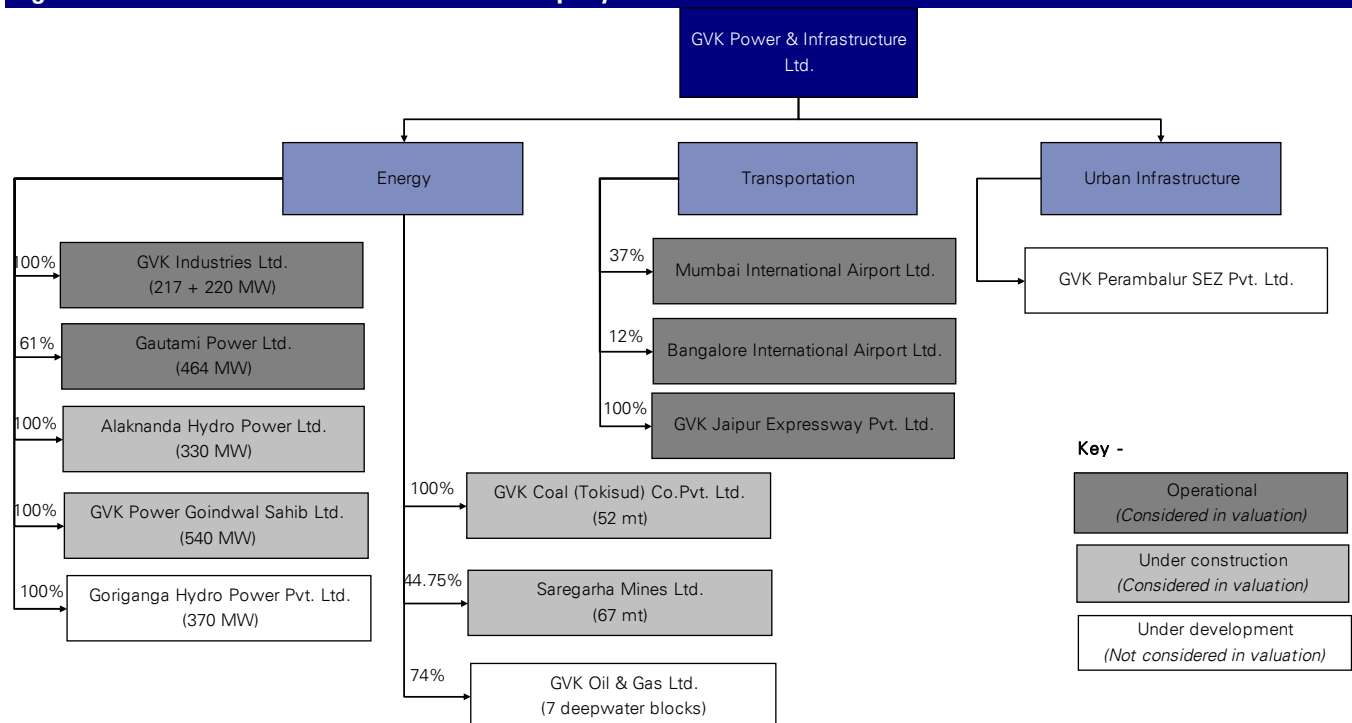 GVK Power & Infrastructure
Ltd.
Energy
Transportation
Urban Infrastructure
100%
GVK Industries Ltd.
(217 + 220 MW)
61%
Gautami Power Ltd.
(464 MW)
100%
Alaknanda Hydro Power Ltd.
(330 MW)
100%
GVK Power Goindwal Sahib Ltd.
(540 MW)
100%
Goriganga Hydro Power Pvt. Ltd.
(370 MW)
100%
GVK Coal (Tokisud) Co.Pvt. Ltd.
(52 mt)
44.75%
Saregarha Mines Ltd.
(67 mt)
74%
GVK Oil & Gas Ltd.
(7 deepwater blocks)
37%
Mumbai International Airport Ltd.
12%
Bangalore International Airport Ltd.
100%
GVK Jaipur Expressway Pvt. Ltd.
GVK Perambalur SEZ Pvt. Ltd.
Key -
Operational
(Considered in valuation)
Under construction
(Considered in valuation)
Under development
(Not considered in valuation)